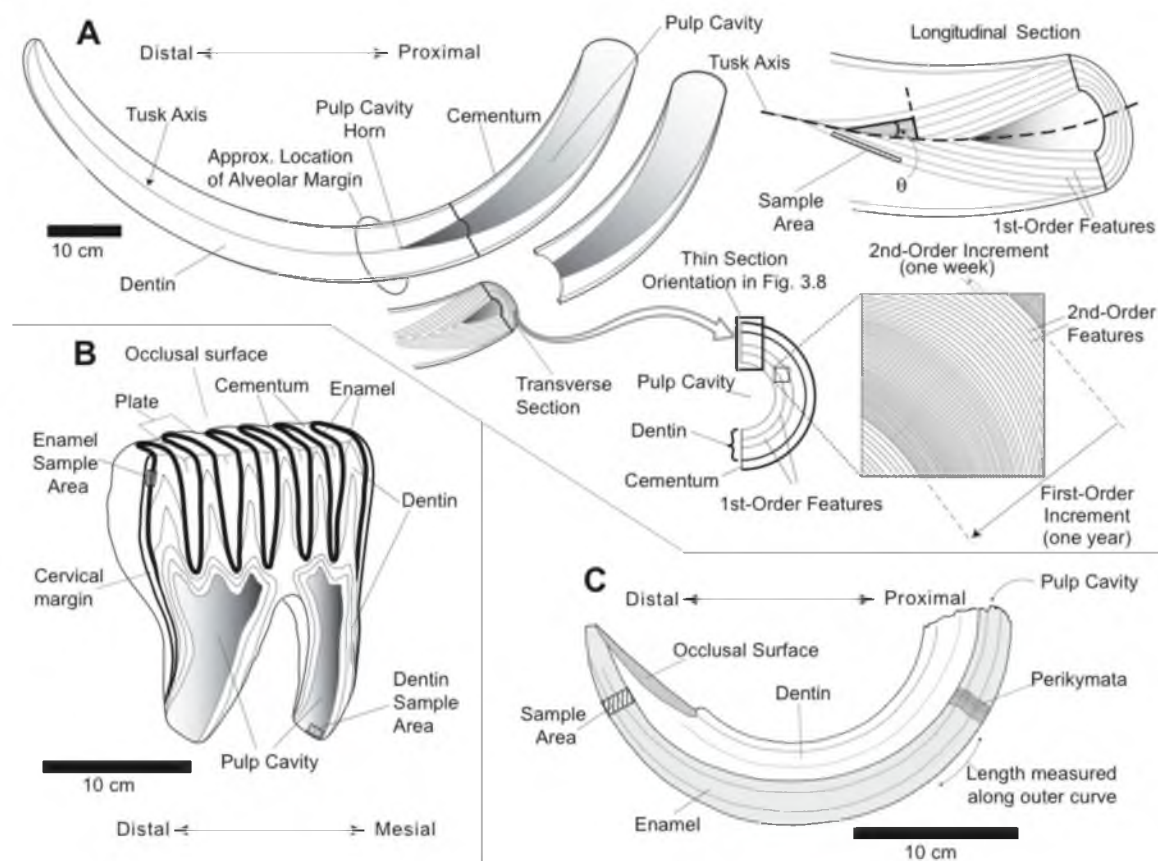 A
Distal
Proximal
Tusk Axis
Pulp Cavity
Horn
Cementum
Pulp Cavity
Approx. Location
of Alveolar Margin
10 cm
Dentin
Longitudinal Section
Tusk Axis
θ
Sample
Area
1st-Order Features
Thin Section
Orientation in Fig. 3.8
Transverse
Section
Pulp Cavity
Dentin
Cementum
1st-Order Features
2nd-Order Increment
(one week)
2nd-Order
Features
First-Order
Increment
(one year)
B
Occlusal surface
Cementum
Enamel
Plate
Enamel
Sample
Area
Dentin
Cervical
margin
Dentin
Sample
Area
Pulp Cavity
10 cm
Distal
Mesial
C
Distal
Proximal
Pulp Cavity
Occlusal Surface
Dentin
Perikymata
Sample
Area
Length measured
along outer curve
Enamel
10 cm